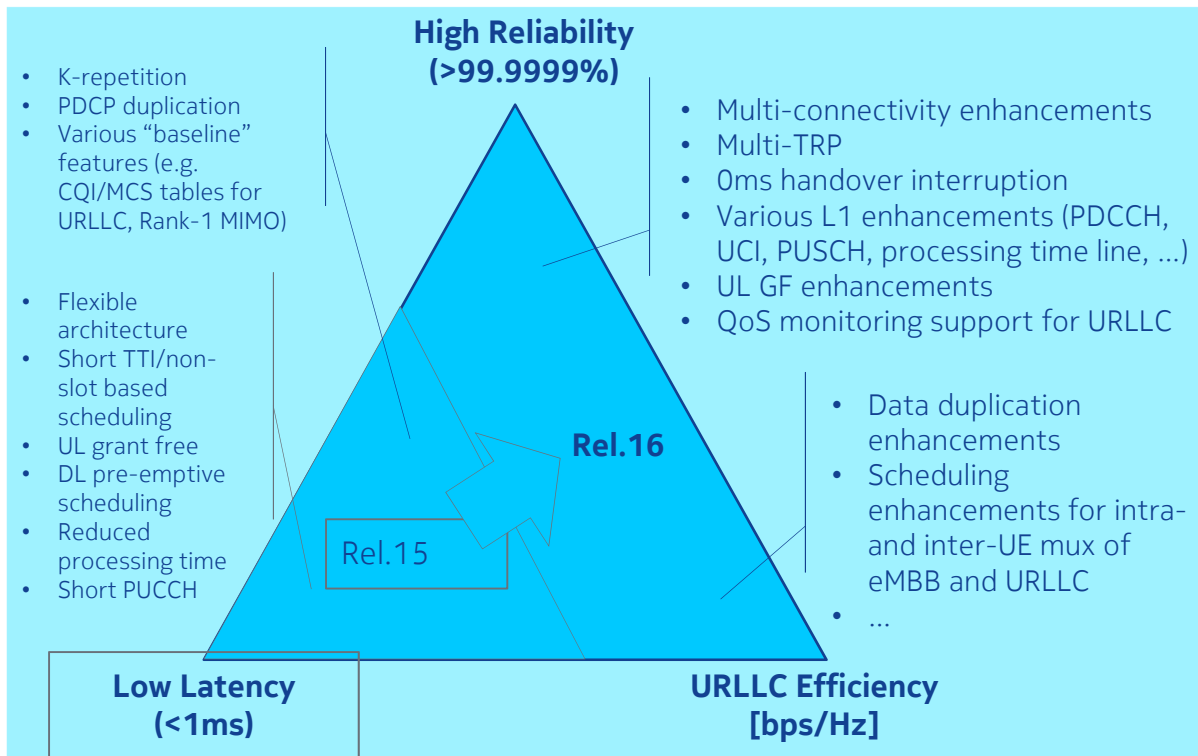 High Reliability
(>99.9999%)
• K-repetition
• PDCP duplication
• Various “baseline”
features (e.g.
CQI/MCS tables for
URLLC, Rank-1 MIMO)
• Multi-connectivity enhancements
• Multi-TRP
• 0ms handover interruption
• Various L1 enhancements (PDCCH,
UCI, PUSCH, processing time line, ...)
• UL GF enhancements
• QoS monitoring support for URLLC
• Flexible
architecture
• Short TTI/non-
slot based
scheduling
• UL grant free
• DL pre-emptive
scheduling
• Reduced
processing time
• Short PUCCH
• Data duplication
enhancements
• Scheduling
enhancements for intra-
and inter-UE mux of
eMBB and URLLC
• ...
Rel.16
Rel.15
Low Latency
(<1ms)
URLLC Efficiency
[bps/Hz]